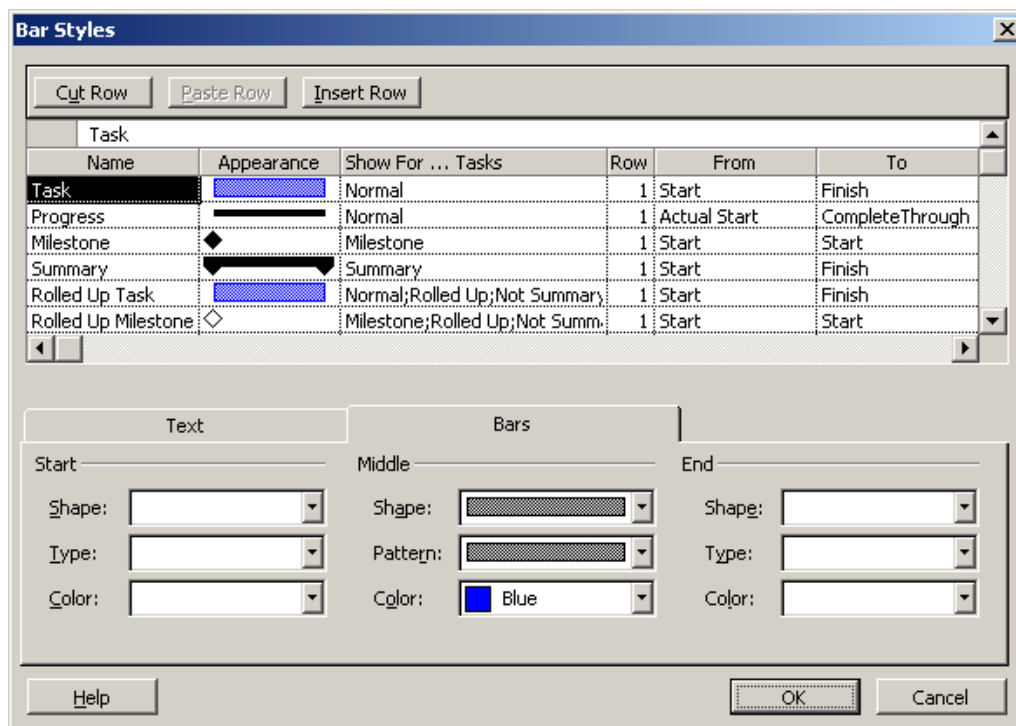 Bar Styles
Cut Row Paste Row Insert Row
Task
Name Appearance Show For ... Tasks Row From To
Task Normal 1 Start Finish
Progress Normal 1 Actual Start CompleteThrough
Milestone Milestone 1 Start Start
Summary Summary 1 Start Finish
Rolled Up Task Normal;Rolled Up;Not Summary 1 Start Finish
Rolled Up Milestone Milestone;Rolled Up;Not Summ 1 Start Start
Text Bars
Start Middle End
Shape: Shape: Shape:
Type: Pattern: Type:
Color: Color: Blue Color:
Help OK Cancel